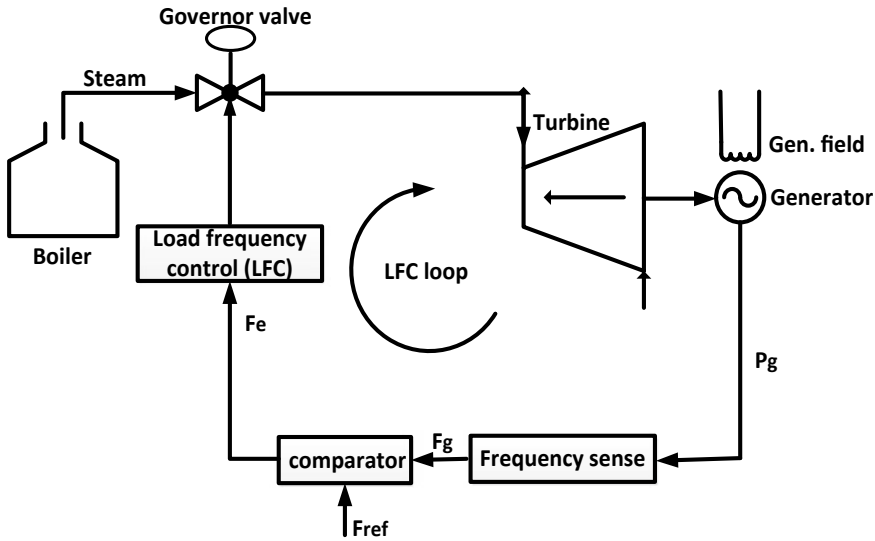 Governor valve
Steam
Turbine
Gen. field
Generator
Boiler
Load frequency
control (LFC)
LFC loop
Fe
Pg
comparator
Fg
Frequency sense
Fref